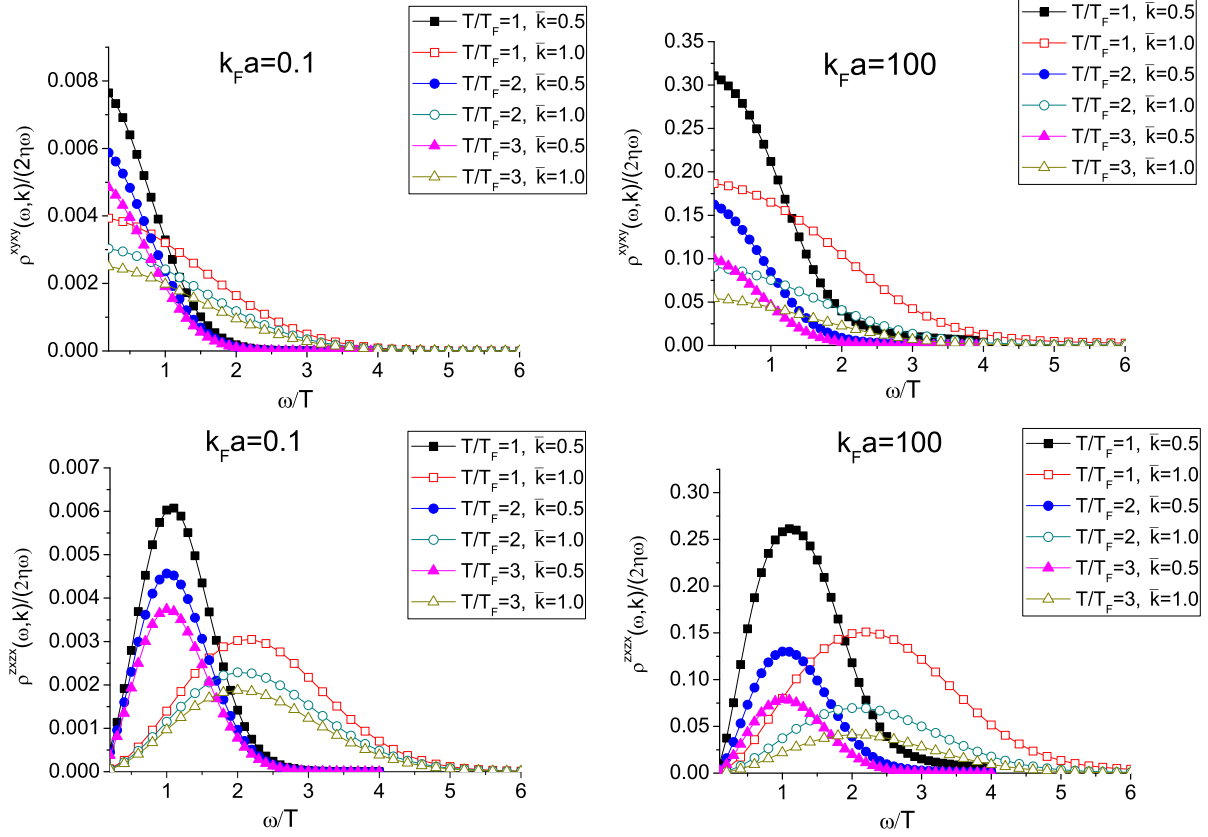 k_F a=0.1
T/T_F=1, k̄=0.5
T/T_F=1, k̄=1.0
T/T_F=2, k̄=0.5
T/T_F=2, k̄=1.0
T/T_F=3, k̄=0.5
T/T_F=3, k̄=1.0
ρ^xyxy(ω,k)/(2ηω)
0.008
0.006
0.004
0.002
0.000
1 2 3 4 5 6
ω/T
k_F a=100
T/T_F=1, k̄=0.5
T/T_F=1, k̄=1.0
T/T_F=2, k̄=0.5
T/T_F=2, k̄=1.0
T/T_F=3, k̄=0.5
T/T_F=3, k̄=1.0
ρ^xyxy(ω,k)/(2ηω)
0.35
0.30
0.25
0.20
0.15
0.10
0.05
0.00
1 2 3 4 5 6
ω/T
k_F a=0.1
T/T_F=1, k̄=0.5
T/T_F=1, k̄=1.0
T/T_F=2, k̄=0.5
T/T_F=2, k̄=1.0
T/T_F=3, k̄=0.5
T/T_F=3, k̄=1.0
ρ^zxzx(ω,k)/(2ηω)
0.007
0.006
0.005
0.004
0.003
0.002
0.001
0.000
1 2 3 4 5 6
ω/T
k_F a=100
T/T_F=1, k̄=0.5
T/T_F=1, k̄=1.0
T/T_F=2, k̄=0.5
T/T_F=2, k̄=1.0
T/T_F=3, k̄=0.5
T/T_F=3, k̄=1.0
ρ^zxzx(ω,k)/(2ηω)
0.30
0.25
0.20
0.15
0.10
0.05
0.00
1 2 3 4 5 6
ω/T